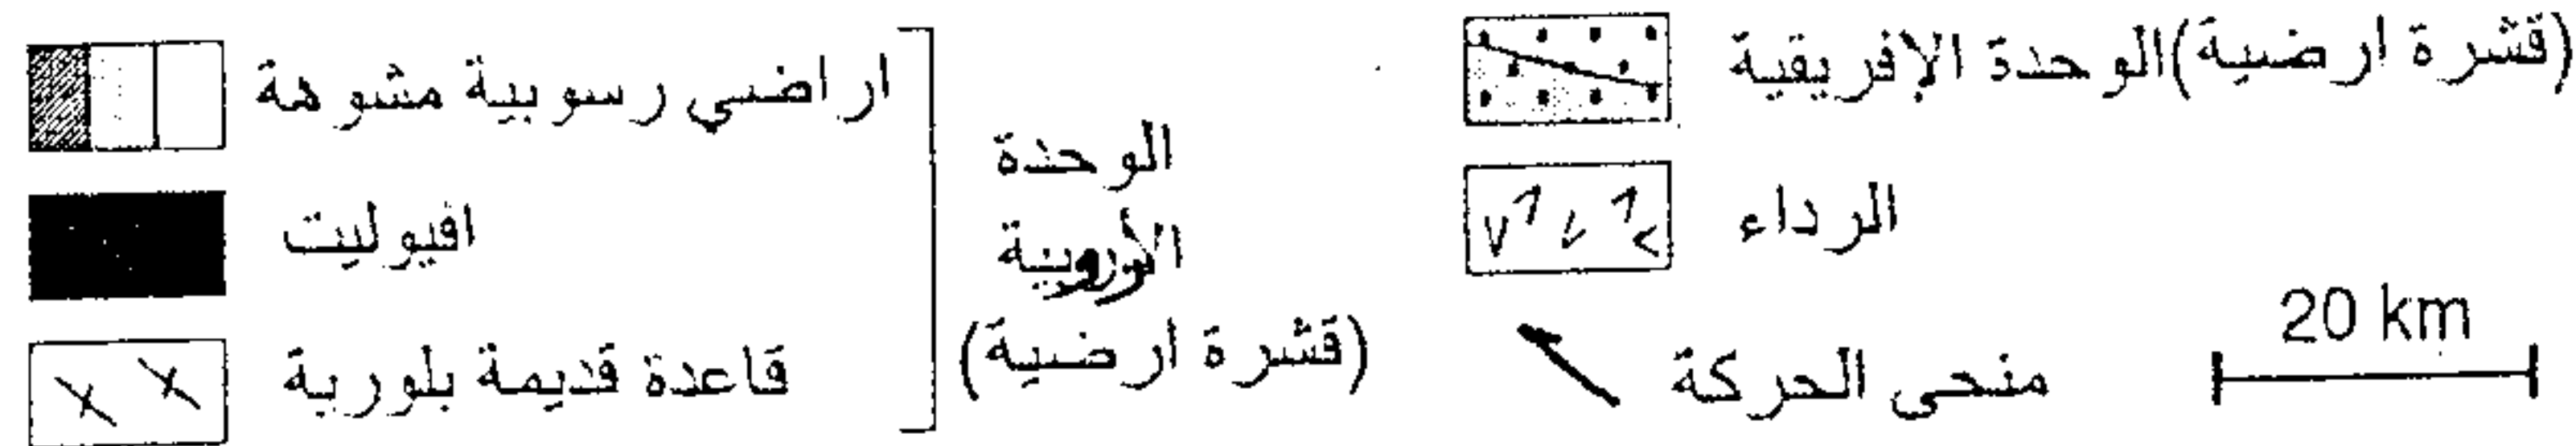 (قشرة ارضية)الوحدة الإفريقية
الرداء
منحى الحركة
20 km
اراضي رسوبية مشوهة
افيوليت
قاعدة قديمة بلورية
الوحدة
الأوروبية
(قشرة ارضية)